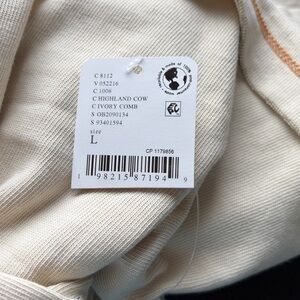 C 8112
V 052216
C 1006
C HIGHLAND COW
C IVORY COMB
S OB2090154
S 93401594
size
L
CP 1179856
1 98215 87194 9